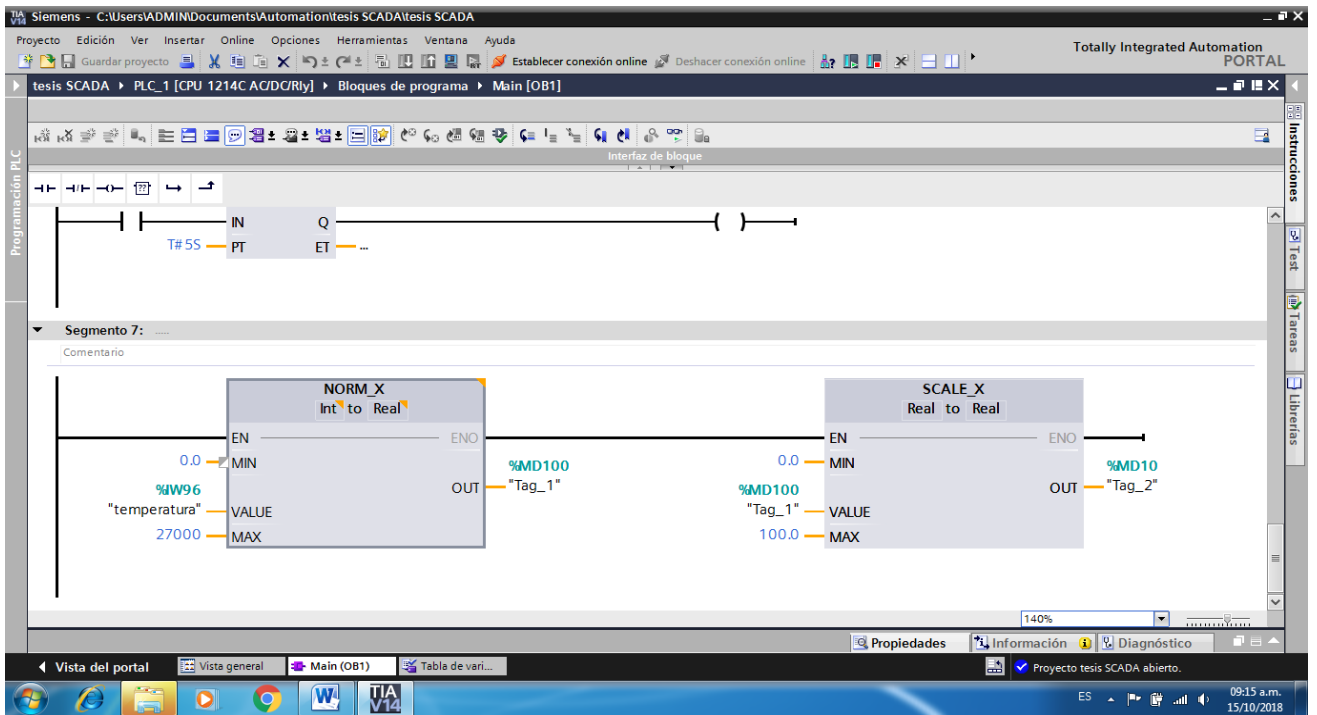 TIA V14 Siemens - C:\Users\ADMIN\Documents\Automation\tesis SCADA\tesis SCADA
Proyecto Edición Ver Insertar Online Opciones Herramientas Ventana Ayuda
Totally Integrated Automation
PORTAL
Guardar proyecto Establecer conexión online Deshacer conexión online
tesis SCADA PLC_1 [CPU 1214C AC/DC/Rly] Bloques de programa Main [OB1]
Interfaz de bloque
Programación PLC
Instrucciones
Test
Tareas
Librerías
??
IN Q
T#5S PT ET ...
Segmento 7: .....
Comentario
NORM_X
Int to Real
EN ENO
0.0 MIN
%MD100
OUT "Tag_1"
%IW96
"temperatura" VALUE
27000 MAX
SCALE_X
Real to Real
EN ENO
0.0 MIN
%MD10
OUT "Tag_2"
%MD100
"Tag_1" VALUE
100.0 MAX
140%
Propiedades Información Diagnóstico
Vista del portal Vista general Main (OB1) Tabla de vari... Proyecto tesis SCADA abierto.
W TIA V14 ES 09:15 a.m.
15/10/2018